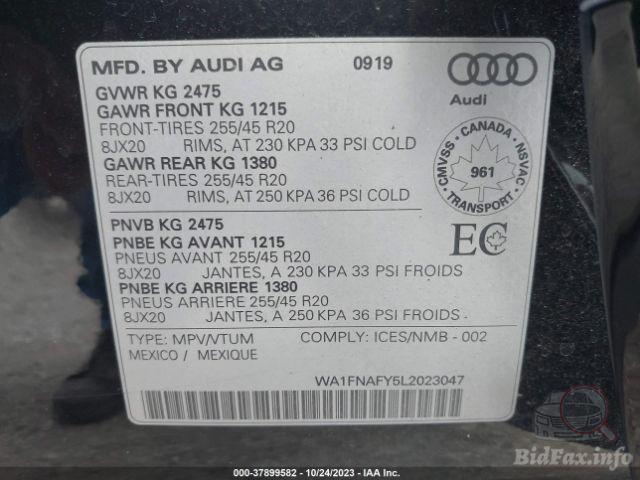 MFD. BY AUDI AG 0919
Audi
GVWR KG 2475
GAWR FRONT KG 1215
FRONT-TIRES 255/45 R20
8JX20 RIMS, AT 230 KPA 33 PSI COLD
GAWR REAR KG 1380
REAR-TIRES 255/45 R20
8JX20 RIMS, AT 250 KPA 36 PSI COLD
CMVSS - CANADA - NSVAC
961
TRANSPORT
PNVB KG 2475
PNBE KG AVANT 1215
PNEUS AVANT 255/45 R20
8JX20 JANTES, A 230 KPA 33 PSI FROIDS
PNBE KG ARRIERE 1380
PNEUS ARRIERE 255/45 R20
8JX20 JANTES, A 250 KPA 36 PSI FROIDS
EC
TYPE: MPV/VTUM COMPLY: ICES/NMB - 002
MEXICO / MEXIQUE
WA1FNAFY5L2023047
BidFax.info
000-37899582 - 10/24/2023 - IAA Inc.